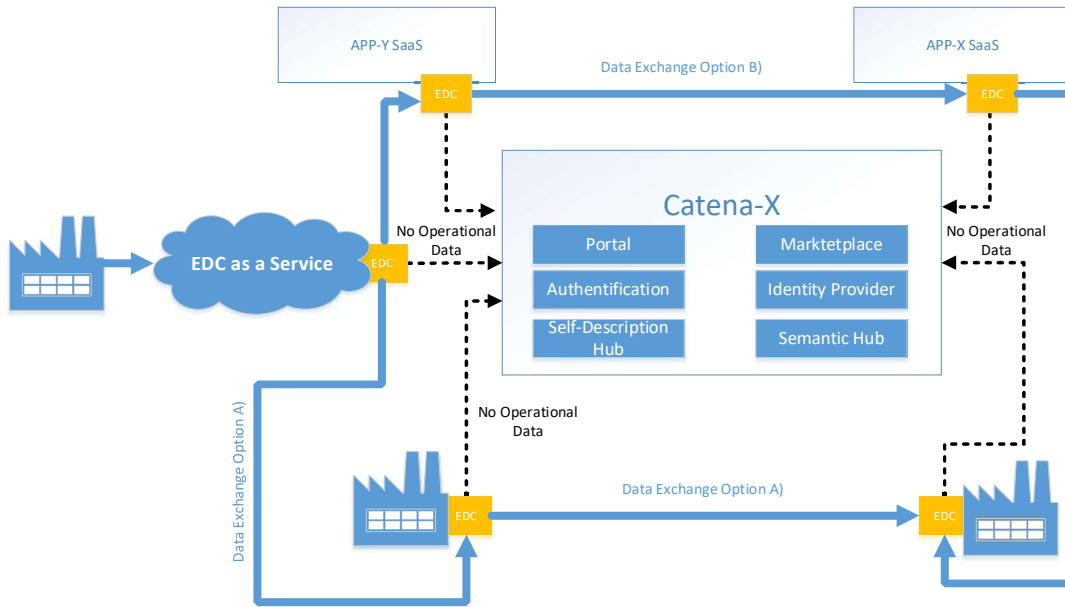 APP-Y SaaS
APP-X SaaS
Data Exchange Option B)
EDC
EDC
Catena-X
No Operational
Data
No Operational
Data
Portal
Marktetplace
EDC as a Service
EDC
Authentification
Identity Provider
Self-Description
Hub
Semantic Hub
Data Exchange Option A)
No Operational
Data
Data Exchange Option A)
EDC
EDC